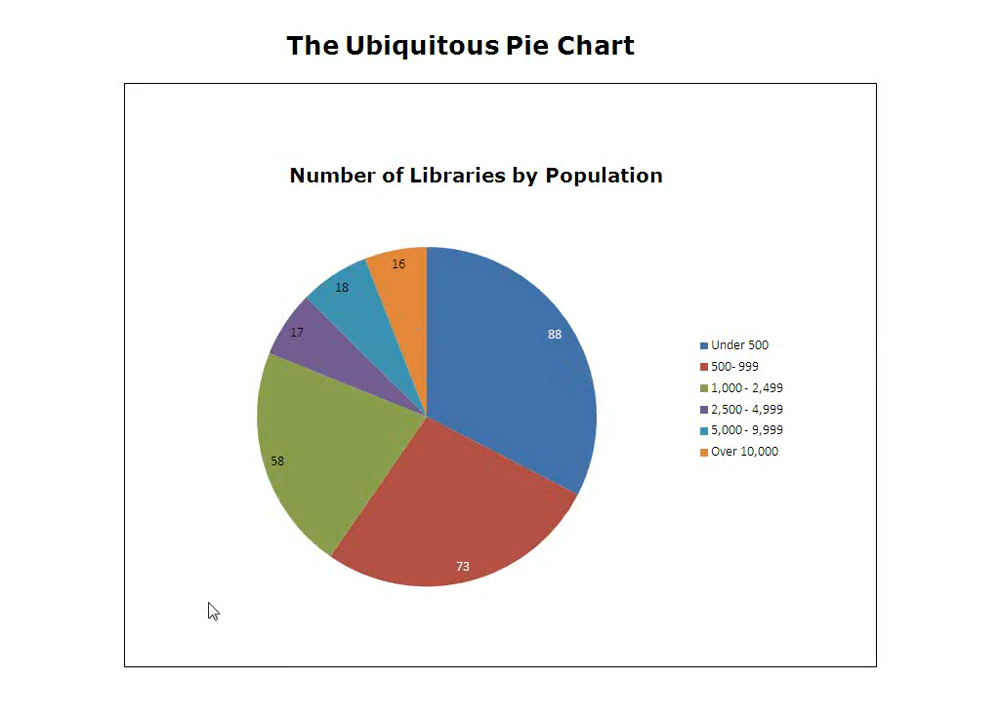 The Ubiquitous Pie Chart
Number of Libraries by Population
16
18
88
17
58
73
Under 500
500- 999
1,000 - 2,499
2,500 - 4,999
5,000 - 9,999
Over 10,000